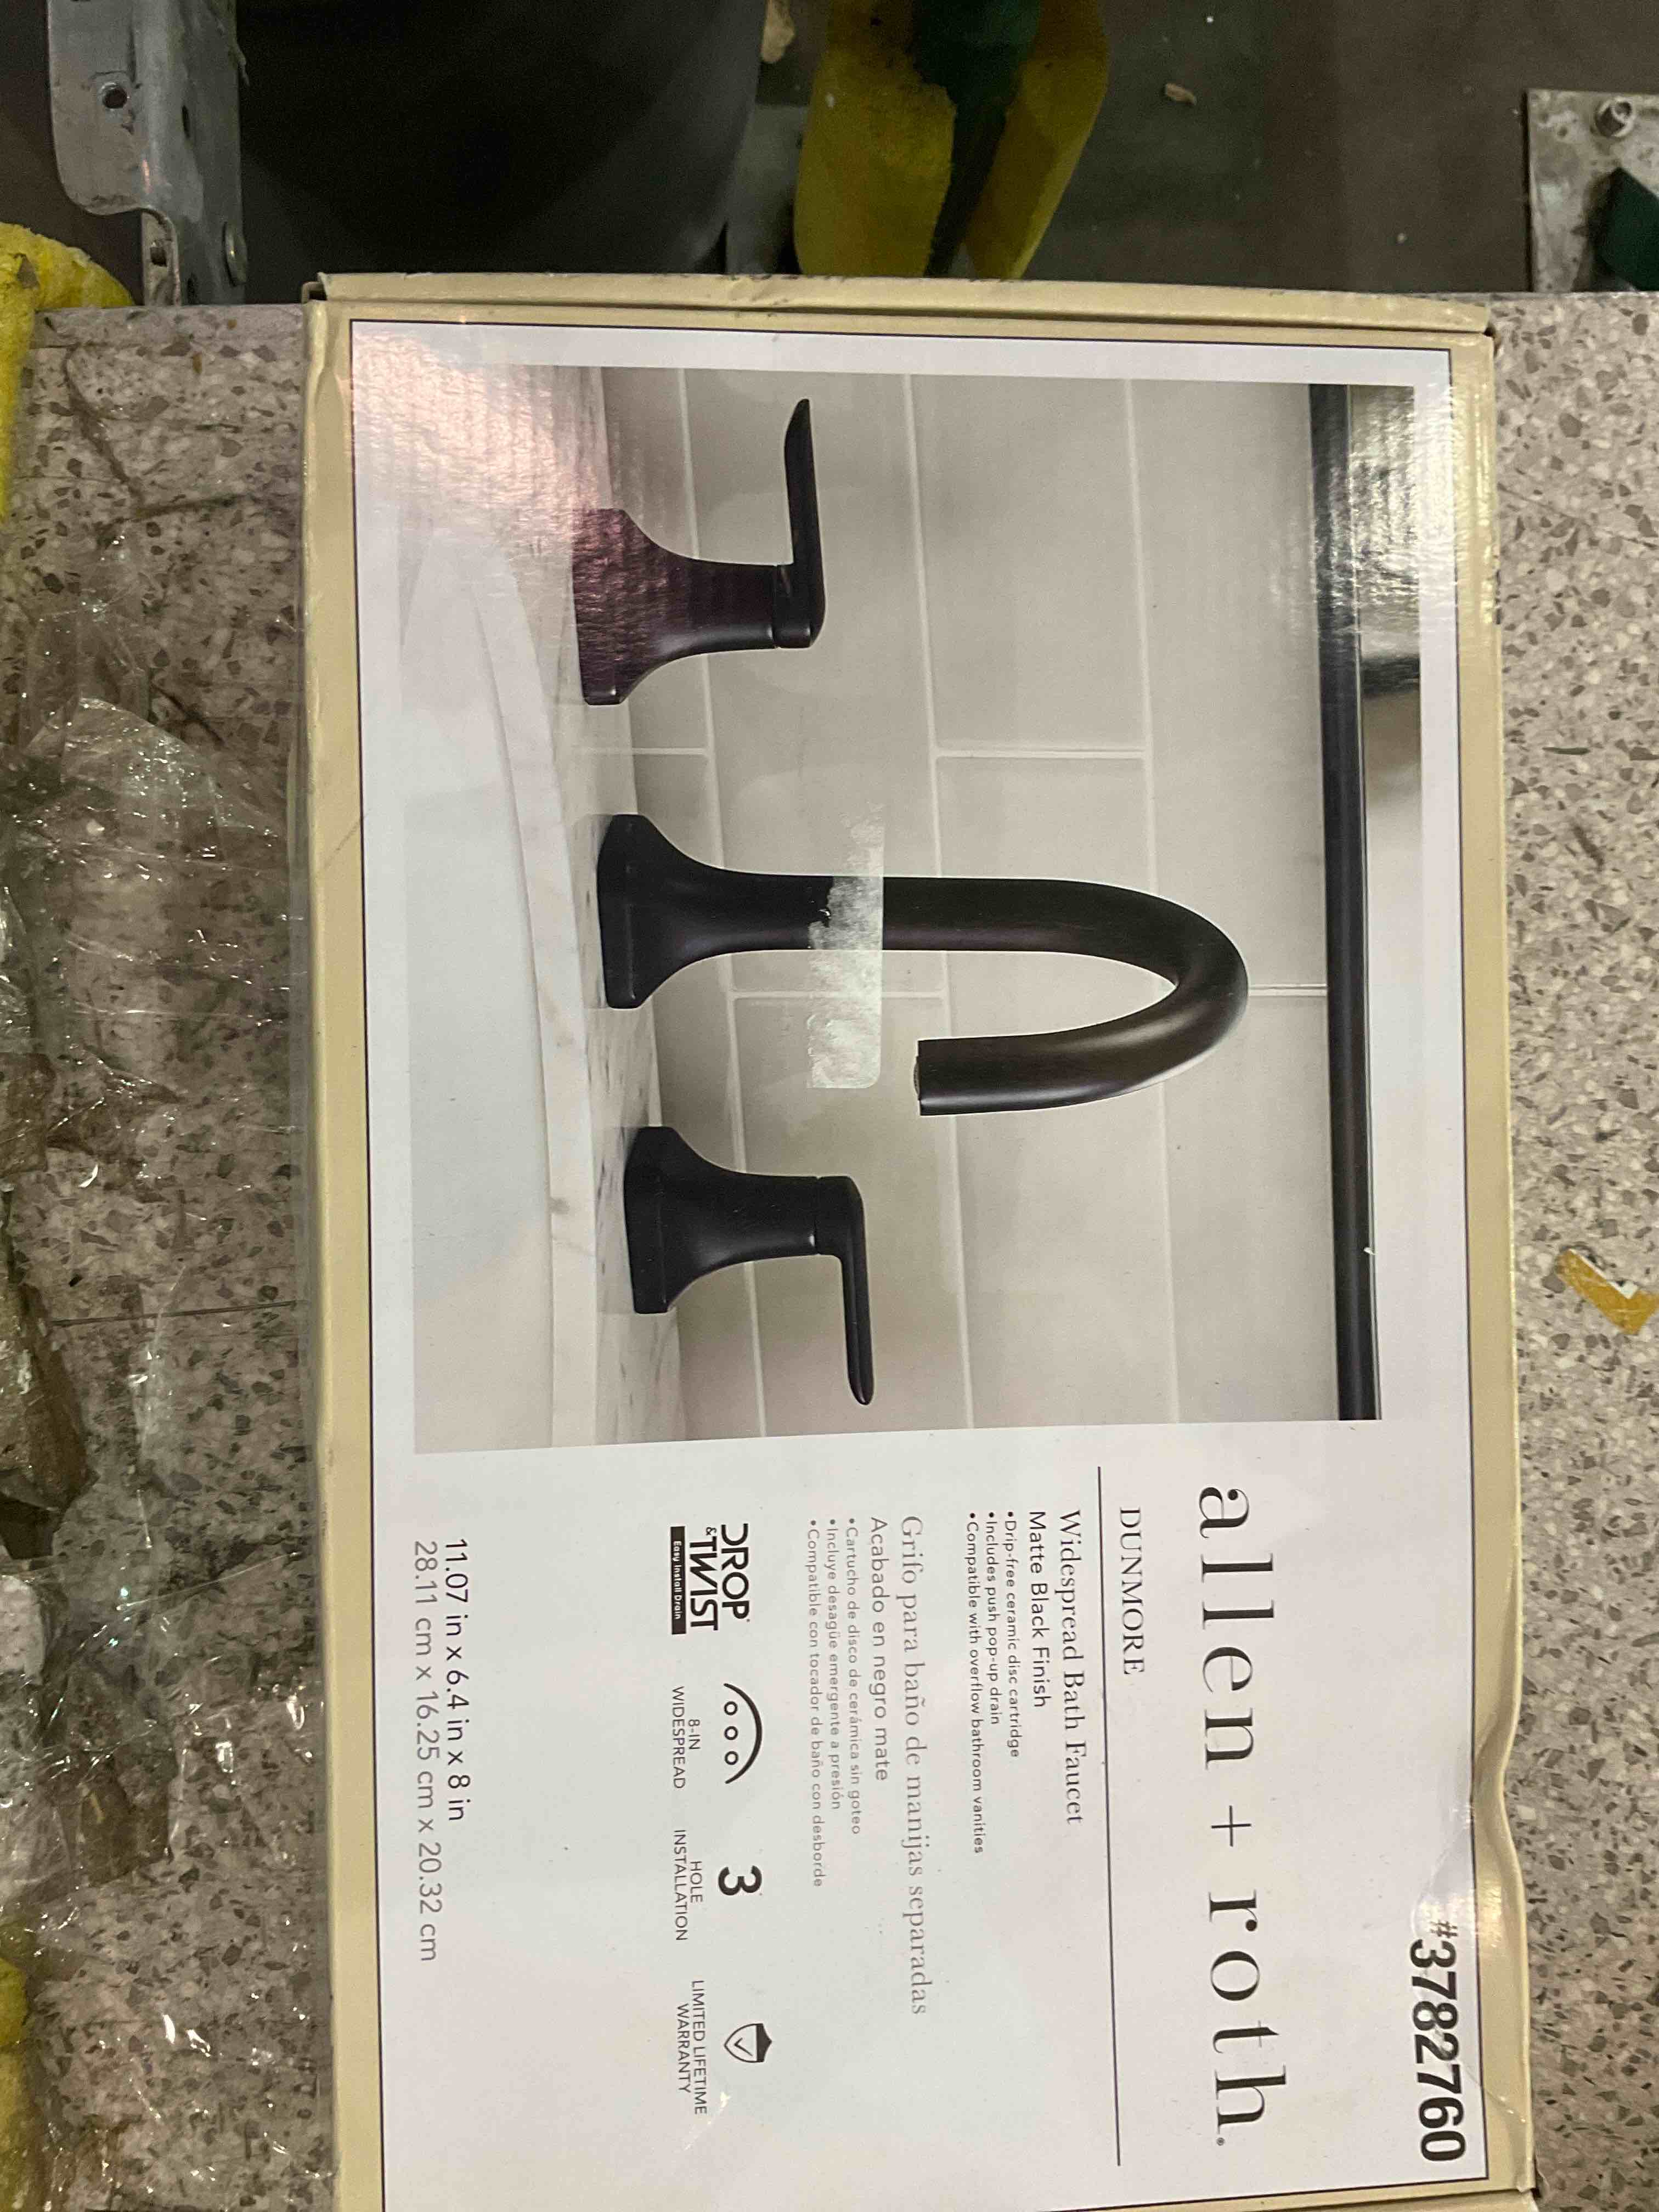 #3782760
allen + roth®
DUNMORE
Widespread Bath Faucet
Matte Black Finish
•Drip-free ceramic disc cartridge
•Includes push pop-up drain
•Compatible with overflow bathroom vanities
Grifo para baño de manijas separadas
Acabado en negro mate
•Cartucho de disco de cerámica sin goteo
•Incluye desagüe emergente a presión
•Compatible con tocador de baño con desborde
DROP
&TWIST
Easy Install Drain
8-IN
WIDESPREAD
3
HOLE
INSTALLATION
LIMITED LIFETIME
WARRANTY
11.07 in x 6.4 in x 8 in
28.11 cm x 16.25 cm x 20.32 cm